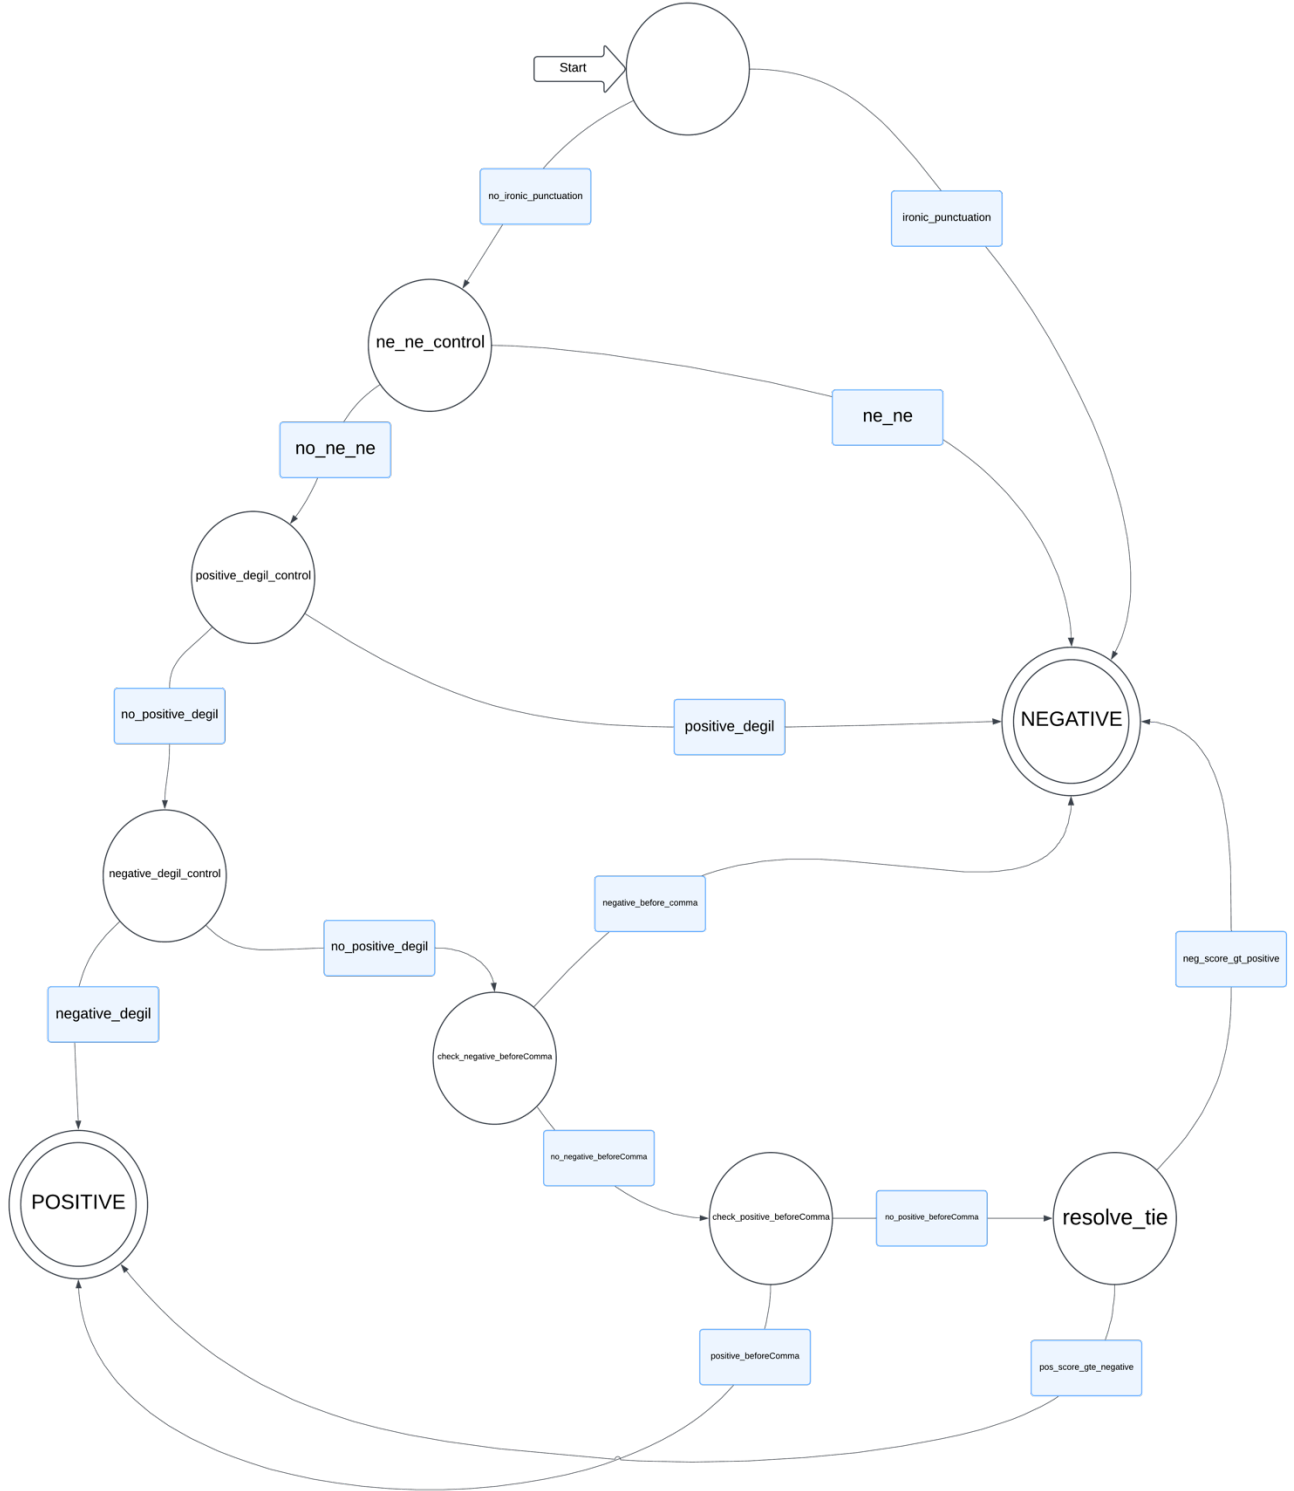 Start
no_ironic_punctuation
ironic_punctuation
ne_ne_control
ne_ne
no_ne_ne
positive_degil_control
no_positive_degil
positive_degil
NEGATIVE
negative_degil_control
negative_before_comma
no_positive_degil
neg_score_gt_positive
negative_degil
check_negative_beforeComma
no_negative_beforeComma
POSITIVE
check_positive_beforeComma
no_positive_beforeComma
resolve_tie
positive_beforeComma
pos_score_gte_negative